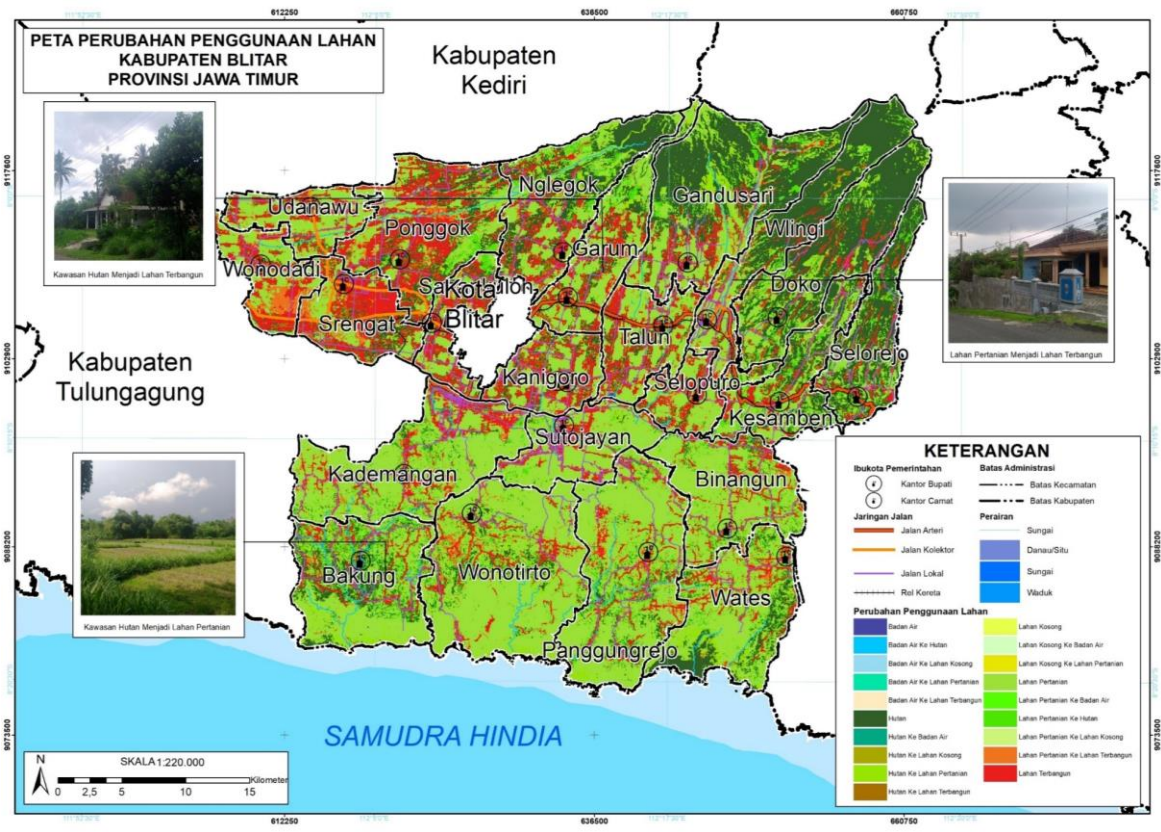 612250
636500
660750
PETA PERUBAHAN PENGGUNAAN LAHAN
KABUPATEN BLITAR
PROVINSI JAWA TIMUR
Kabupaten
Kediri
Kawasan Hutan Menjadi Lahan Terbangun
Lahan Pertanian Menjadi Lahan Terbangun
Kawasan Hutan Menjadi Lahan Pertanian
9117600
9117600
9102900
9102900
9088200
9088200
9073500
9073500
Nglegok
Gandusari
Udanawu
Ponggok
Wlingi
Garum
Wonodadi
Doko
Kota
Blitar
Srengat
Talun
Selorejo
Kabupaten
Tulungagung
Kanigoro
Selopuro
Kesamben
Sutojayan
Kademangan
Binangun
Bakung
Wonotirto
Wates
Panggungrejo
SAMUDRA HINDIA
N
SKALA 1:220.000
Kilometer
0 2,5 5 10 15
KETERANGAN
Ibukota Pemerintahan
Kantor Bupati
Kantor Camat
Batas Administrasi
Batas Kecamatan
Batas Kabupaten
Jaringan Jalan
Jalan Arteri
Jalan Kolektor
Jalan Lokal
Rel Kereta
Perairan
Sungai
Danau/Situ
Sungai
Waduk
Perubahan Penggunaan Lahan
Badan Air
Badan Air Ke Hutan
Badan Air Ke Lahan Kosong
Badan Air Ke Lahan Pertanian
Badan Air Ke Lahan Terbangun
Hutan
Hutan Ke Badan Air
Hutan Ke Lahan Kosong
Hutan Ke Lahan Pertanian
Hutan Ke Lahan Terbangun
Lahan Kosong
Lahan Kosong Ke Badan Air
Lahan Kosong Ke Lahan Pertanian
Lahan Pertanian
Lahan Pertanian Ke Badan Air
Lahan Pertanian Ke Hutan
Lahan Pertanian Ke Lahan Kosong
Lahan Pertanian Ke Lahan Terbangun
Lahan Terbangun
612250
636500
660750